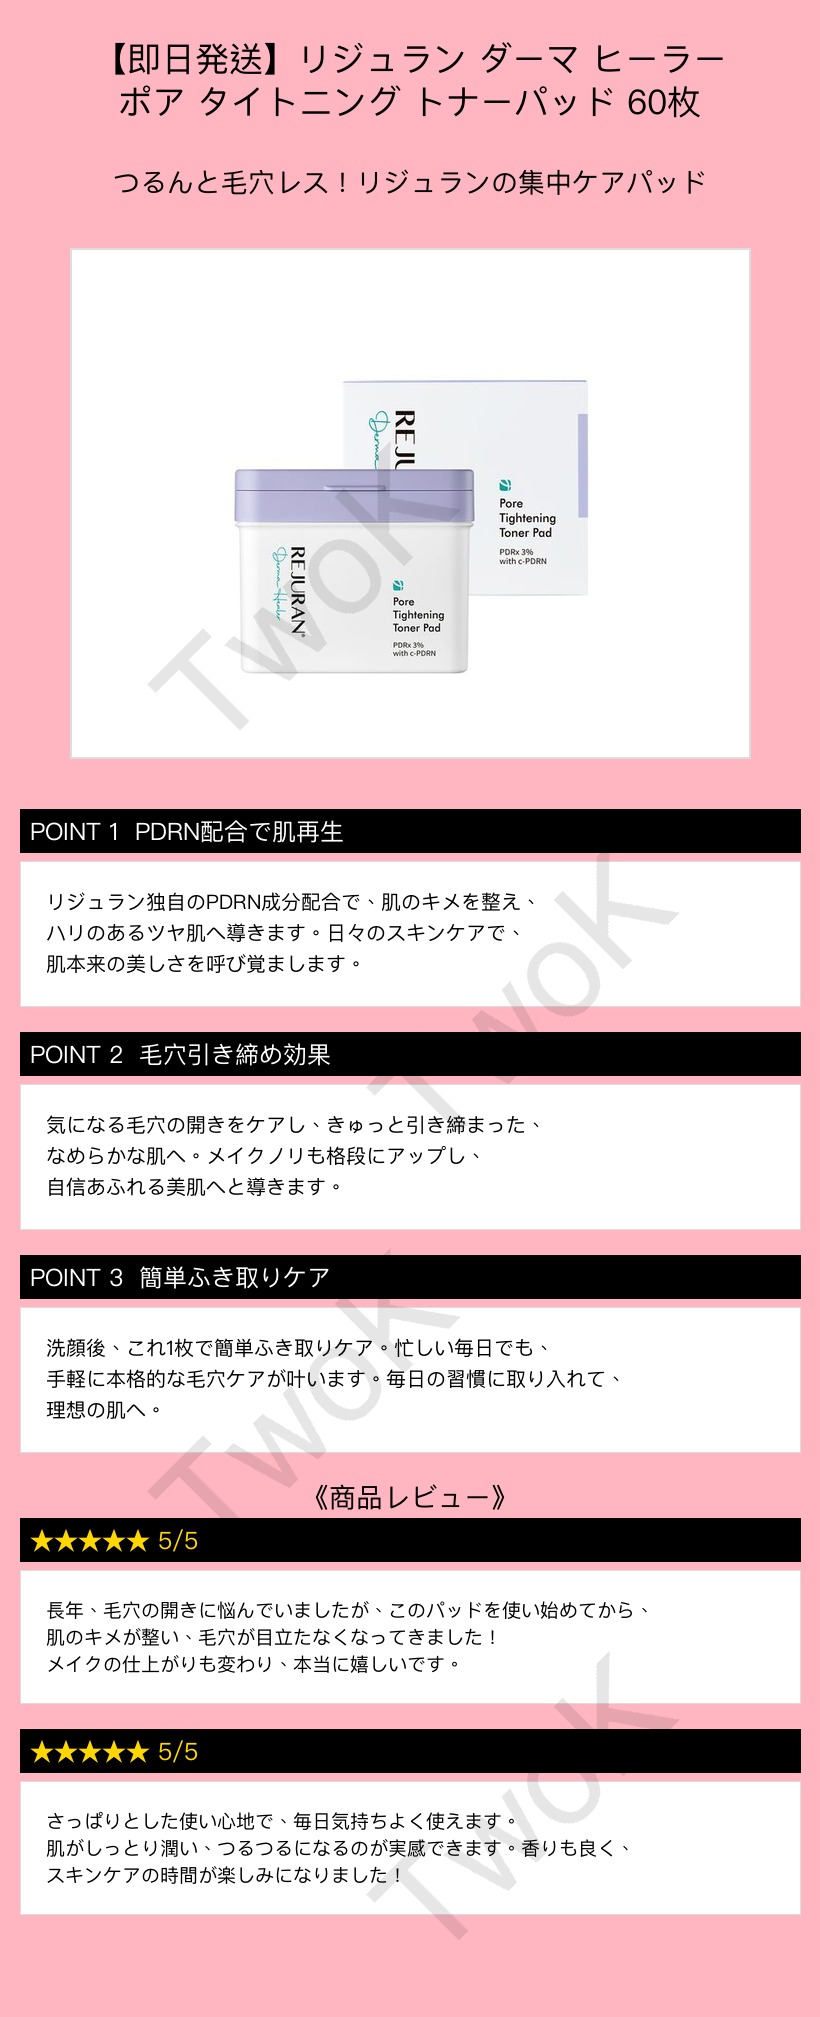 【即日発送】リジュラン ダーマ ヒーラー
ポア タイトニング トナーパッド 60枚
つるんと毛穴レス！リジュランの集中ケアパッド
REJU
Derma
Pore
Tightening
Toner Pad
PDRx 3%
with c-PDRN
REJURAN®
Derma Healer
Pore
Tightening
Toner Pad
PDRx 3%
with c-PDRN
TwoK
POINT 1 PDRN配合で肌再生
リジュラン独自のPDRN成分配合で、肌のキメを整え、
ハリのあるツヤ肌へ導きます。日々のスキンケアで、
肌本来の美しさを呼び覚まします。
TwoK
POINT 2 毛穴引き締め効果
気になる毛穴の開きをケアし、きゅっと引き締まった、
なめらかな肌へ。メイクノリも格段にアップし、
自信あふれる美肌へと導きます。
POINT 3 簡単ふき取りケア
洗顔後、これ1枚で簡単ふき取りケア。忙しい毎日でも、
手軽に本格的な毛穴ケアが叶います。毎日の習慣に取り入れて、
理想の肌へ。
TwoK
《商品レビュー》
★★★★★ 5/5
長年、毛穴の開きに悩んでいましたが、このパッドを使い始めてから、
肌のキメが整い、毛穴が目立たなくなってきました！
メイクの仕上がりも変わり、本当に嬉しいです。
★★★★★ 5/5
さっぱりとした使い心地で、毎日気持ちよく使えます。
肌がしっとり潤い、つるつるになるのが実感できます。香りも良く、
スキンケアの時間が楽しみになりました！
TwoK